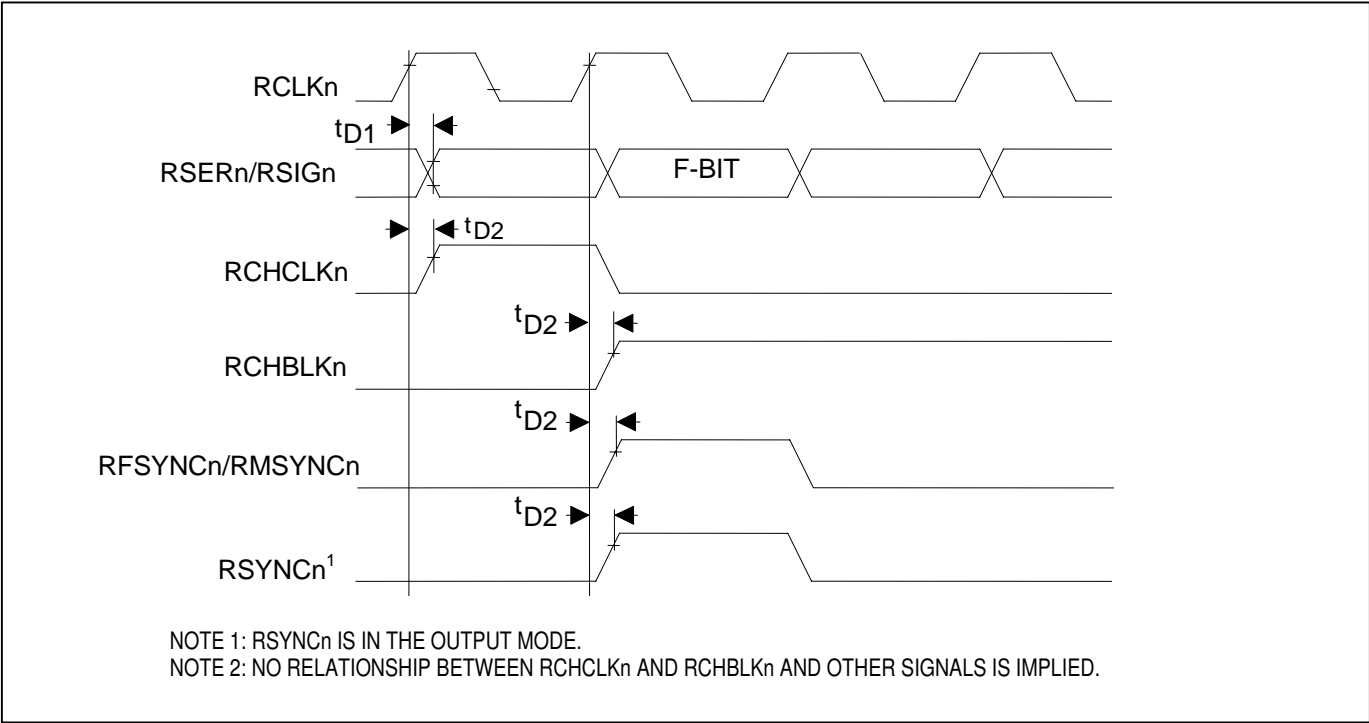 RCLKn
tD1
RSERn/RSIGn
F-BIT
tD2
RCHCLKn
tD2
RCHBLKn
tD2
RFSYNCn/RMSYNCn
tD2
RSYNCn1
NOTE 1: RSYNCn IS IN THE OUTPUT MODE.
NOTE 2: NO RELATIONSHIP BETWEEN RCHCLKn AND RCHBLKn AND OTHER SIGNALS IS IMPLIED.